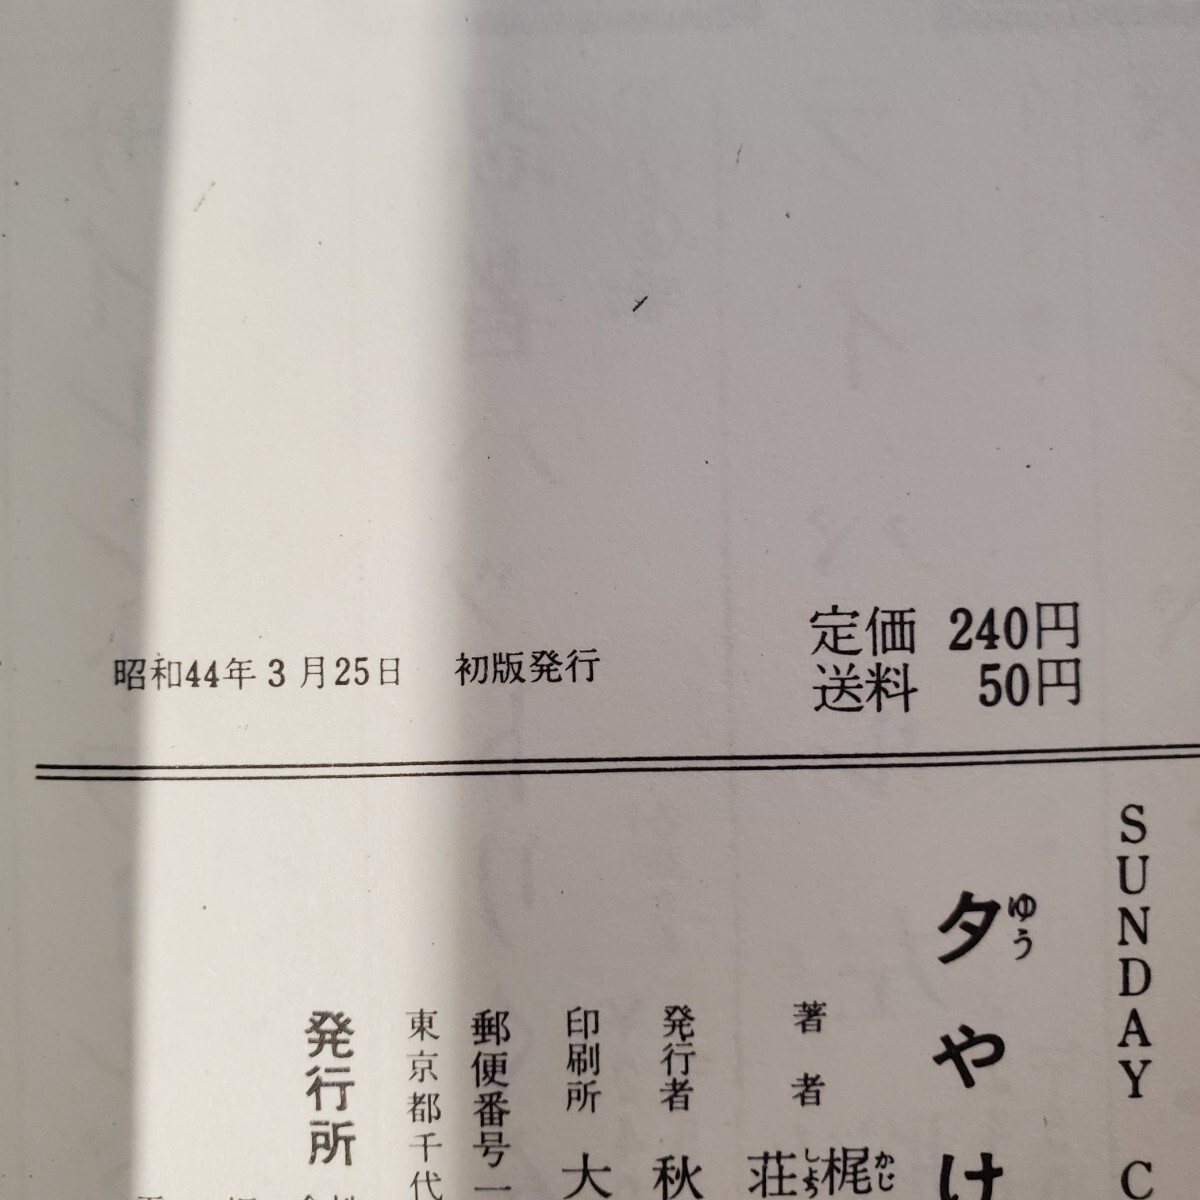 定価 240円
送料 50円
昭和44年3月25日 初版発行
SUNDAY C
夕やけ
ゆう
著者
梶
かじ
荘
しょう
発行者 秋
印刷所 大
郵便番号一
東京都千代
発行所